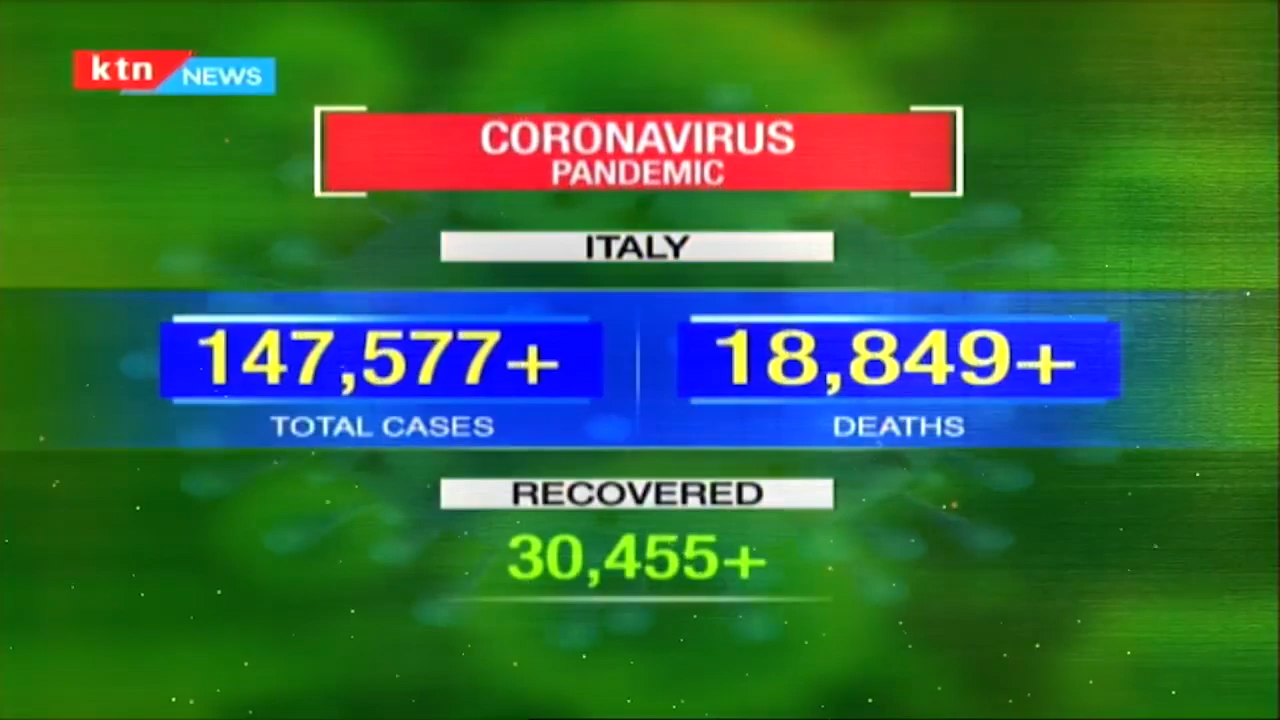 ktn NEWS
CORONAVIRUS
PANDEMIC
ITALY
147,577+ 18,849+
TOTAL CASES DEATHS
RECOVERED
30,455+